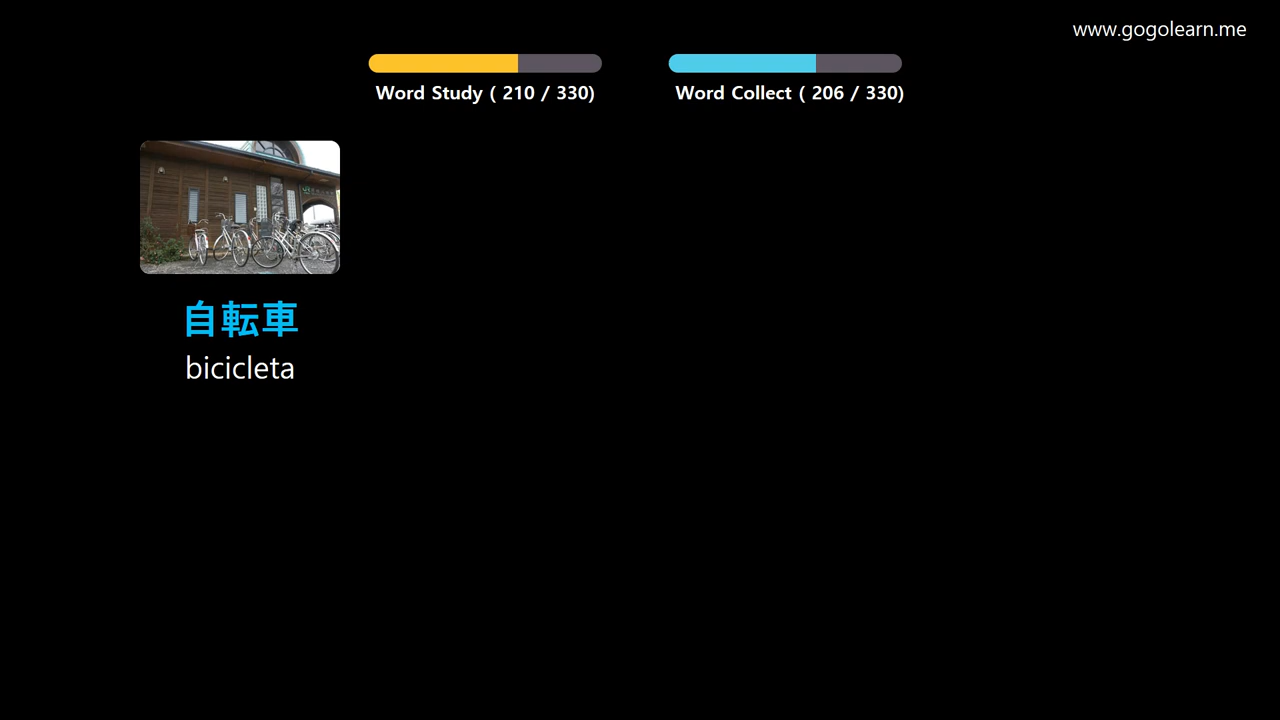 www.gogolearn.me
Word Study ( 210 / 330)
Word Collect ( 206 / 330)
自転車
bicicleta